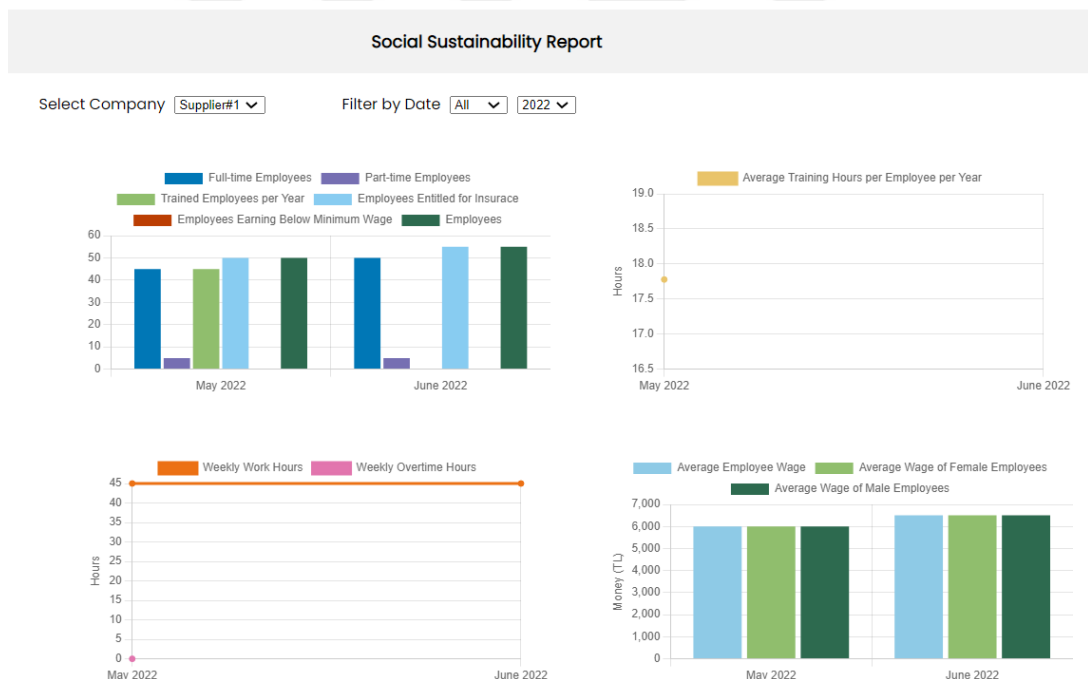 Social Sustainability Report
Select Company Supplier#1 Filter by Date All 2022
Full-time Employees Part-time Employees
Trained Employees per Year Employees Entitled for Insurace
Employees Earning Below Minimum Wage Employees
60
50
40
30
20
10
0
May 2022 June 2022
Average Training Hours per Employee per Year
19.0
18.5
18.0
17.5
17.0
16.5
Hours
May 2022 June 2022
Weekly Work Hours Weekly Overtime Hours
45
40
35
30
25
20
15
10
5
0
Hours
May 2022 June 2022
Average Employee Wage Average Wage of Female Employees
Average Wage of Male Employees
7,000
6,000
5,000
4,000
3,000
2,000
1,000
0
Money (TL)
May 2022 June 2022